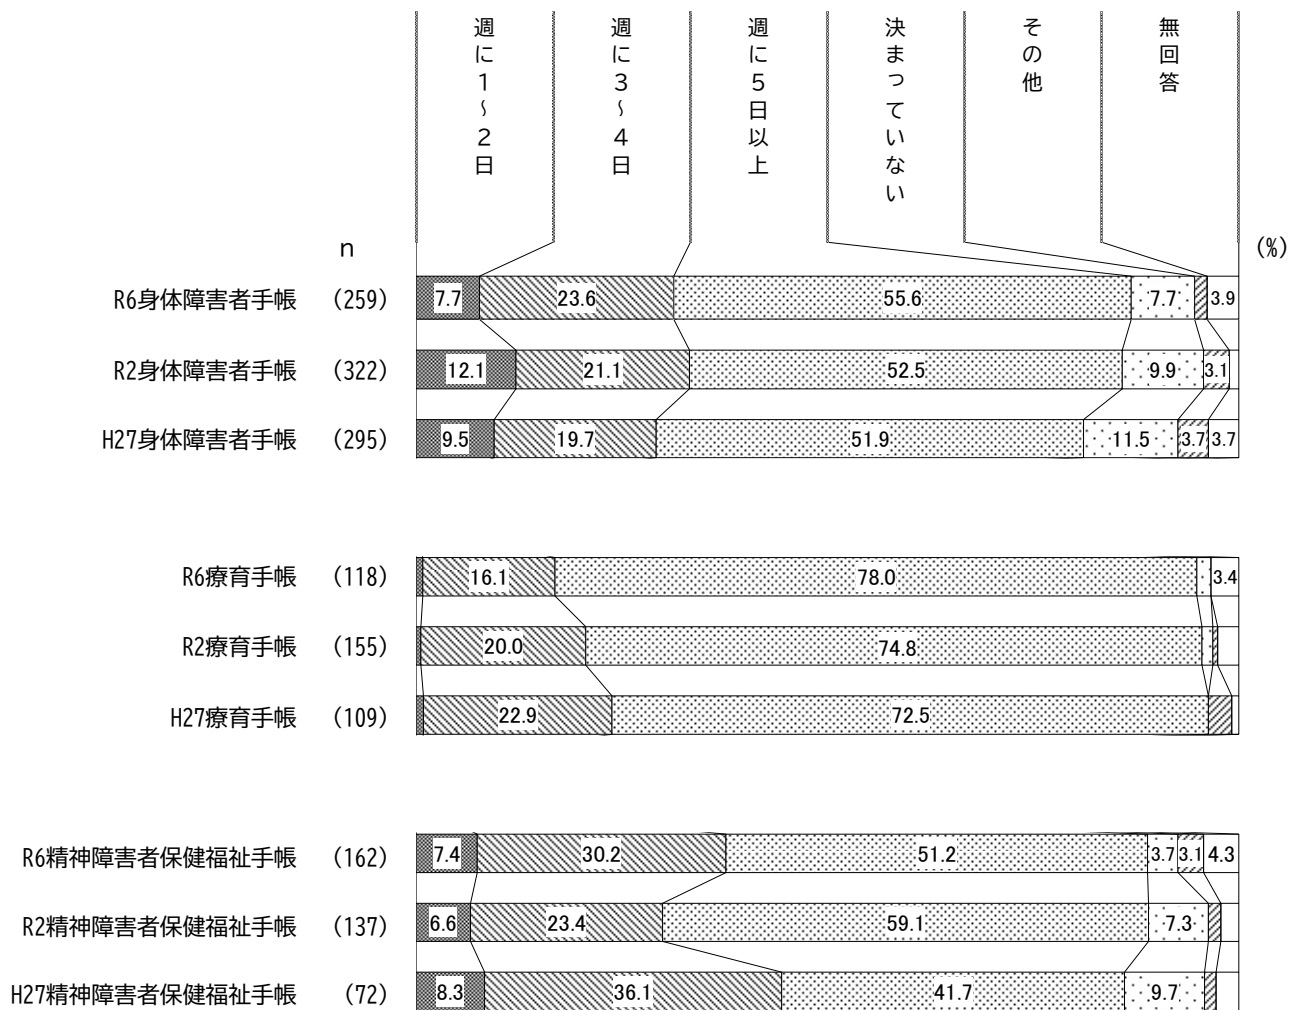 週に1～2日
週に3～4日
週に5日以上
決まっていない
その他
無回答
n
(%)
R6身体障害者手帳 (259) 7.7 23.6 55.6 7.7 3.9
R2身体障害者手帳 (322) 12.1 21.1 52.5 9.9 3.1
H27身体障害者手帳 (295) 9.5 19.7 51.9 11.5 3.7 3.7
R6療育手帳 (118) 16.1 78.0 3.4
R2療育手帳 (155) 20.0 74.8
H27療育手帳 (109) 22.9 72.5
R6精神障害者保健福祉手帳 (162) 7.4 30.2 51.2 3.7 3.1 4.3
R2精神障害者保健福祉手帳 (137) 6.6 23.4 59.1 7.3
H27精神障害者保健福祉手帳 (72) 8.3 36.1 41.7 9.7